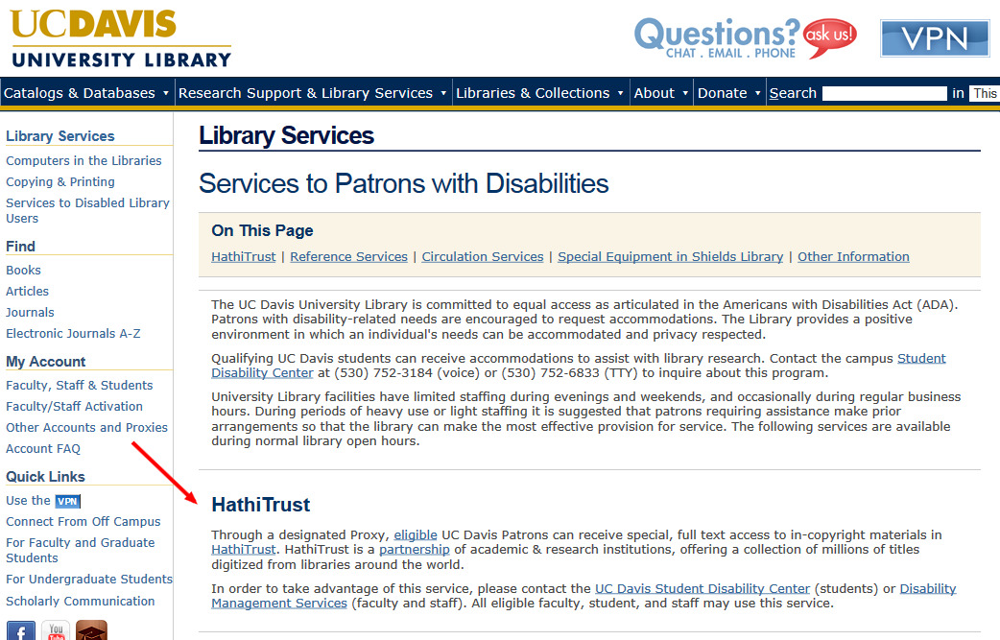 UCDAVIS
UNIVERSITY LIBRARY
Questions? ask us!
CHAT . EMAIL . PHONE
VPN
Catalogs & Databases Research Support & Library Services Libraries & Collections About Donate Search in This
Library Services
Computers in the Libraries
Copying & Printing
Services to Disabled Library
Users
Find
Books
Articles
Journals
Electronic Journals A-Z
My Account
Faculty, Staff & Students
Faculty/Staff Activation
Other Accounts and Proxies
Account FAQ
Quick Links
Use the VPN
Connect From Off Campus
For Faculty and Graduate
Students
For Undergraduate Students
Scholarly Communication
f
You
Tube
Library Services
Services to Patrons with Disabilities
On This Page
HathiTrust | Reference Services | Circulation Services | Special Equipment in Shields Library | Other Information
The UC Davis University Library is committed to equal access as articulated in the Americans with Disabilities Act (ADA).
Patrons with disability-related needs are encouraged to request accommodations. The Library provides a positive
environment in which an individual's needs can be accommodated and privacy respected.
Qualifying UC Davis students can receive accommodations to assist with library research. Contact the campus Student
Disability Center at (530) 752-3184 (voice) or (530) 752-6833 (TTY) to inquire about this program.
University Library facilities have limited staffing during evenings and weekends, and occasionally during regular business
hours. During periods of heavy use or light staffing it is suggested that patrons requiring assistance make prior
arrangements so that the library can make the most effective provision for service. The following services are available
during normal library open hours.
HathiTrust
Through a designated Proxy, eligible UC Davis Patrons can receive special, full text access to in-copyright materials in
HathiTrust. HathiTrust is a partnership of academic & research institutions, offering a collection of millions of titles
digitized from libraries around the world.
In order to take advantage of this service, please contact the UC Davis Student Disability Center (students) or Disability
Management Services (faculty and staff). All eligible faculty, student, and staff may use this service.